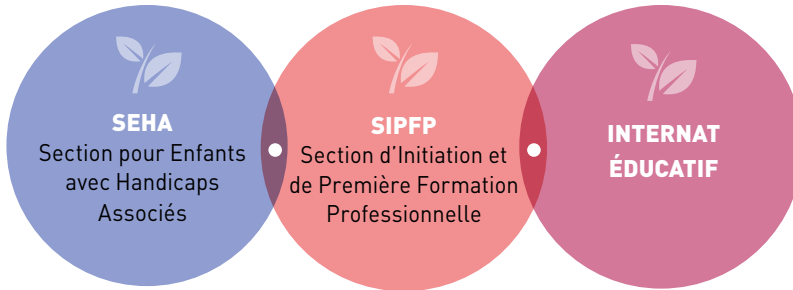 SEHA
Section pour Enfants
avec Handicaps
Associés
SIPFP
Section d’Initiation et
de Première Formation
Professionnelle
INTERNAT
ÉDUCATIF